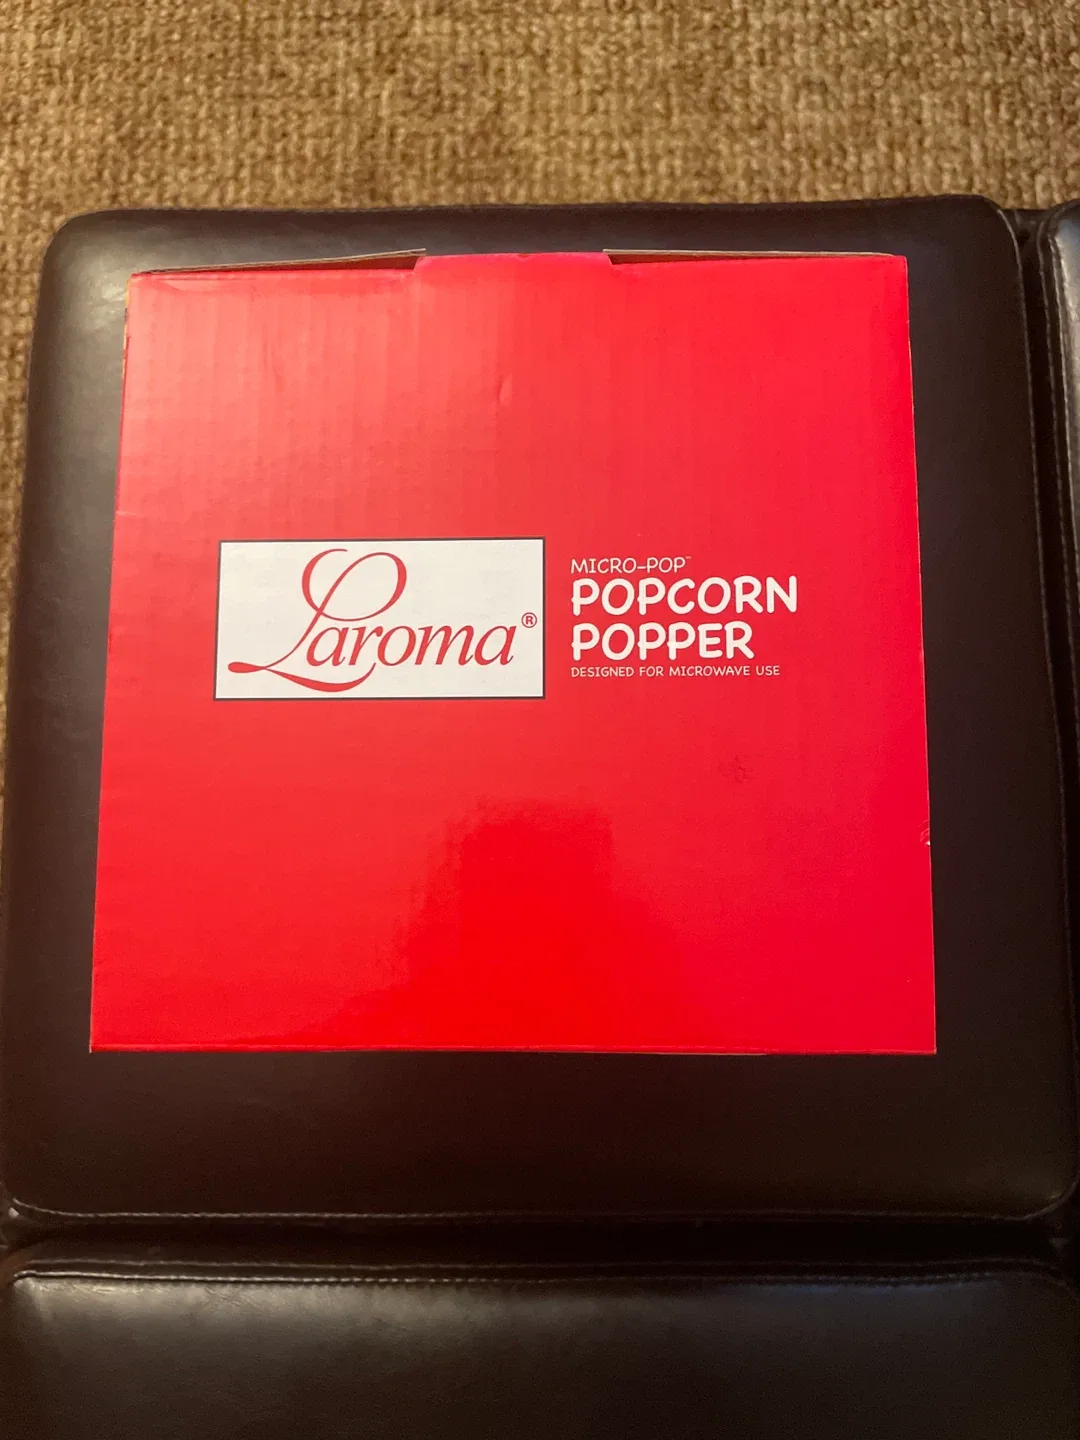 Laroma®
MICRO-POP™
POPCORN
POPPER
DESIGNED FOR MICROWAVE USE